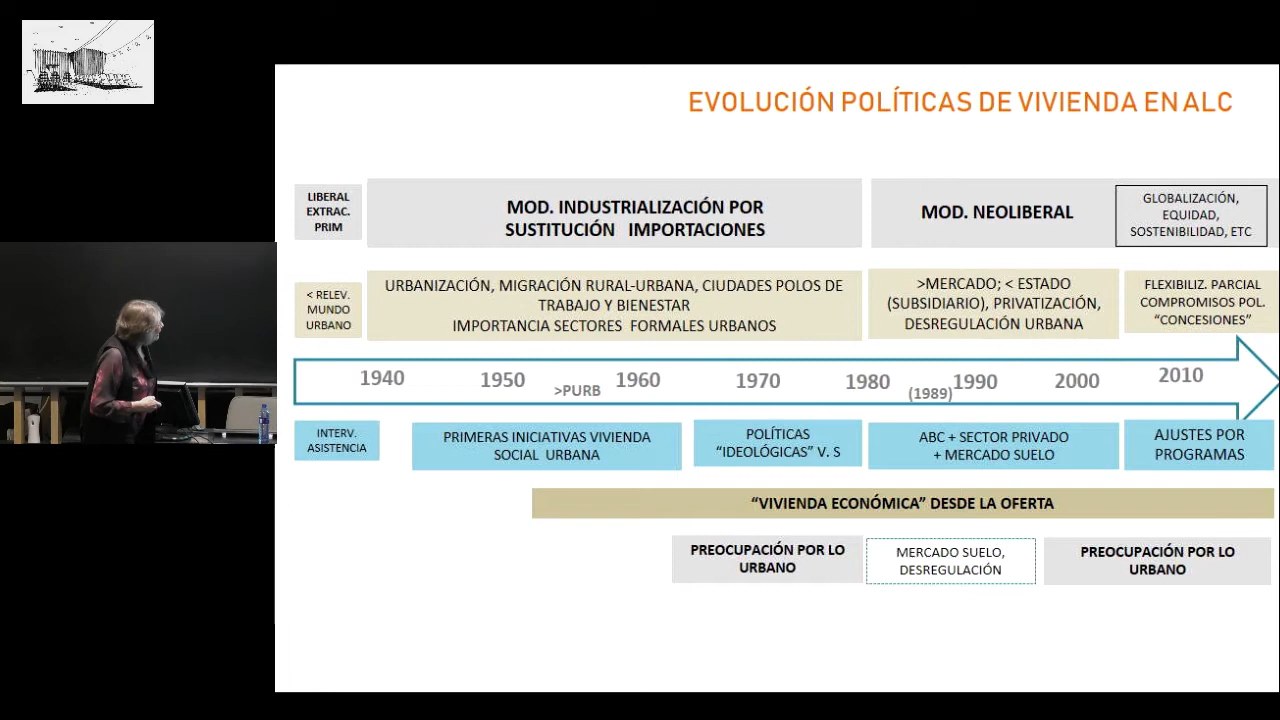 EVOLUCIÓN POLÍTICAS DE VIVIENDA EN ALC
LIBERAL
EXTRAC.
PRIM
MOD. INDUSTRIALIZACIÓN POR
SUSTITUCIÓN IMPORTACIONES
MOD. NEOLIBERAL
GLOBALIZACIÓN,
EQUIDAD,
SOSTENIBILIDAD, ETC
< RELEV.
MUNDO
URBANO
URBANIZACIÓN, MIGRACIÓN RURAL-URBANA, CIUDADES POLOS DE
TRABAJO Y BIENESTAR
IMPORTANCIA SECTORES FORMALES URBANOS
>MERCADO; < ESTADO
(SUBSIDIARIO), PRIVATIZACIÓN,
DESREGULACIÓN URBANA
FLEXIBILIZ. PARCIAL
COMPROMISOS POL.
“CONCESIONES”
1940 1950 >PURB 1960 1970 1980 (1989) 1990 2000 2010
INTERV.
ASISTENCIA
PRIMERAS INICIATIVAS VIVIENDA
SOCIAL URBANA
POLÍTICAS
“IDEOLÓGICAS” V. S
ABC + SECTOR PRIVADO
+ MERCADO SUELO
AJUSTES POR
PROGRAMAS
“VIVIENDA ECONÓMICA” DESDE LA OFERTA
PREOCUPACIÓN POR LO
URBANO
MERCADO SUELO,
DESREGULACIÓN
PREOCUPACIÓN POR LO
URBANO